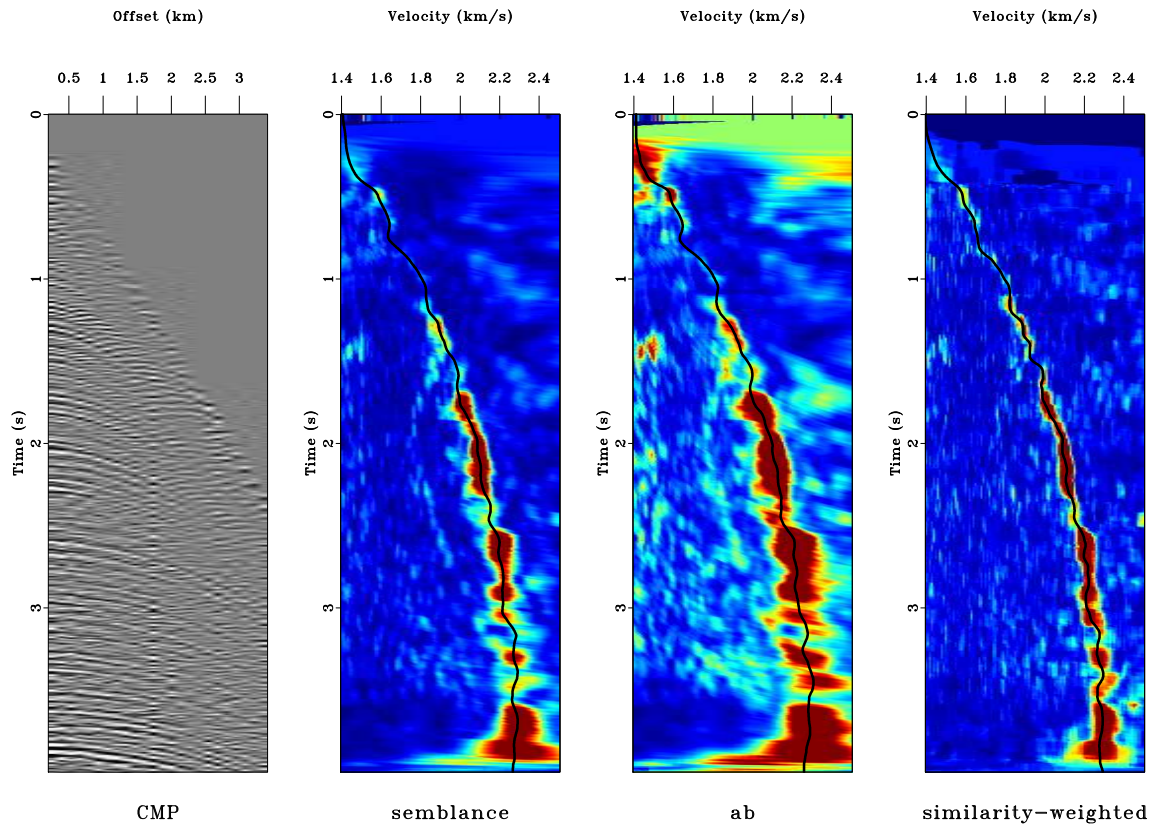 Offset (km)
0.5 1 1.5 2 2.5 3
0
1
2
3
Time (s)
CMP
Velocity (km/s)
1.4 1.6 1.8 2 2.2 2.4
0
1
2
3
Time (s)
semblance
Velocity (km/s)
1.4 1.6 1.8 2 2.2 2.4
0
1
2
3
Time (s)
ab
Velocity (km/s)
1.4 1.6 1.8 2 2.2 2.4
0
1
2
3
Time (s)
similarity-weighted